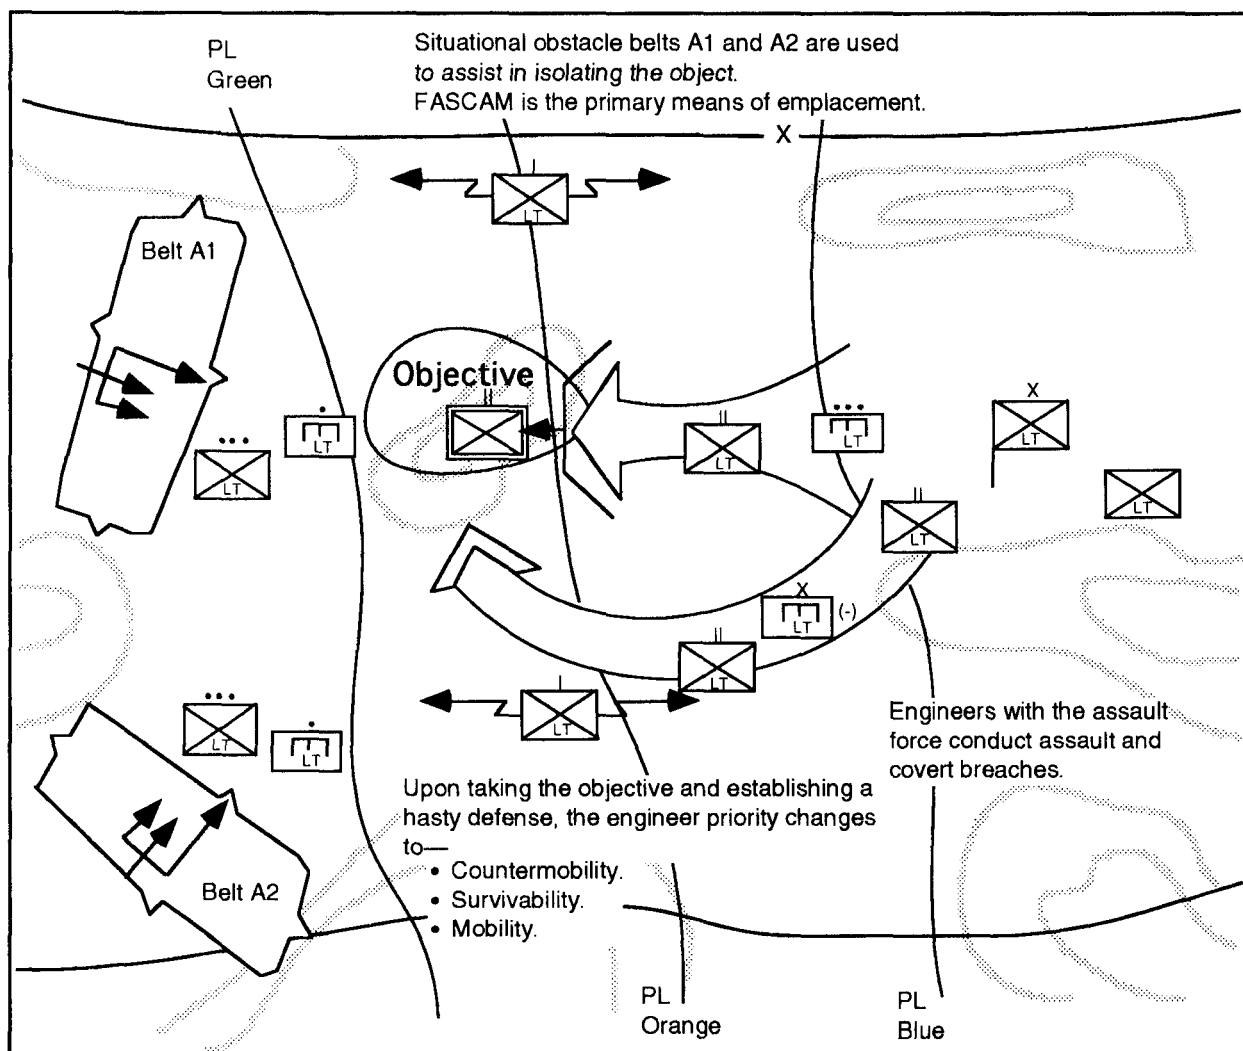 PL
Green
Situational obstacle belts A1 and A2 are used
to assist in isolating the object.
FASCAM is the primary means of emplacement.
X
LT
Belt A1
Objective
X
LT
LT
LT
LT
LT
LT
LT
LT
X
LT
(-)
LT
LT
LT
LT
Belt A2
Engineers with the assault
force conduct assault and
covert breaches.
Upon taking the objective and establishing a
hasty defense, the engineer priority changes
to—
• Countermobility.
• Survivability.
• Mobility.
PL
Orange
PL
Blue